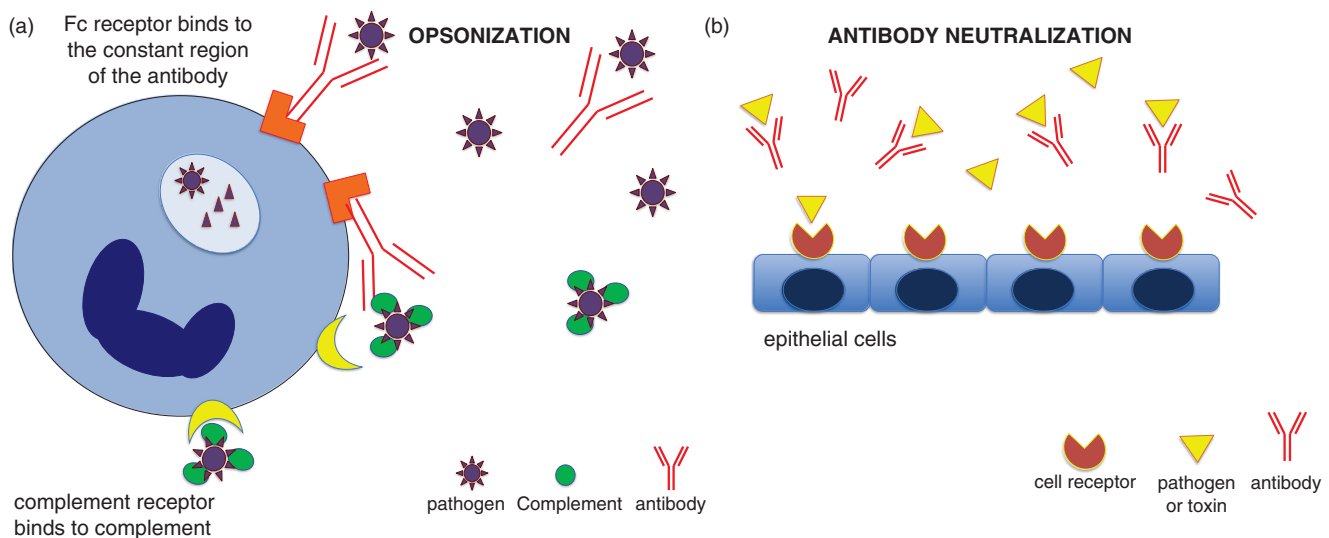 (a)
Fc receptor binds to
the constant region
of the antibody
OPSONIZATION
complement receptor
binds to complement
pathogen
Complement
antibody
(b)
ANTIBODY NEUTRALIZATION
epithelial cells
cell receptor
pathogen
or toxin
antibody